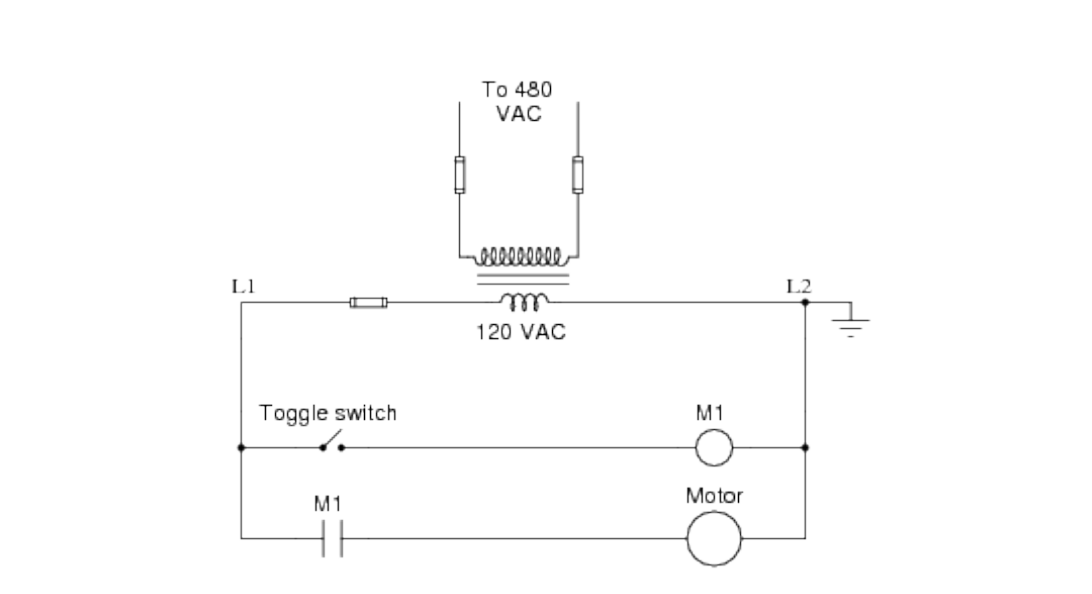 To 480
VAC
L1
L2
120 VAC
Toggle switch
M1
Motor
M1